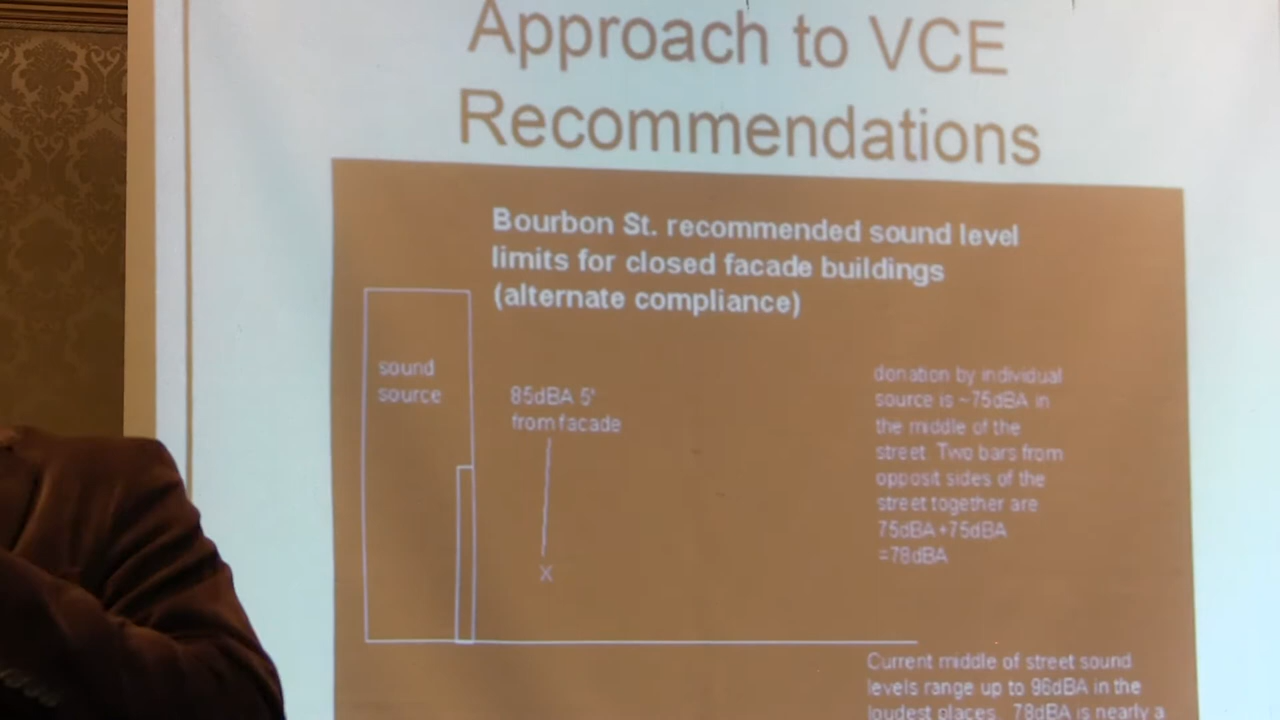 Approach to VCE
Recommendations
Bourbon St. recommended sound level
limits for closed facade buildings
(alternate compliance)
sound
source
85dBA 5'
from facade
X
donation by individual
source is ~75dBA in
the middle of the
street. Two bars from
opposit sides of the
street together are
75dBA+75dBA
=78dBA
Current middle of street sound
levels range up to 96dBA in the
loudest places. 78dBA is nearly a